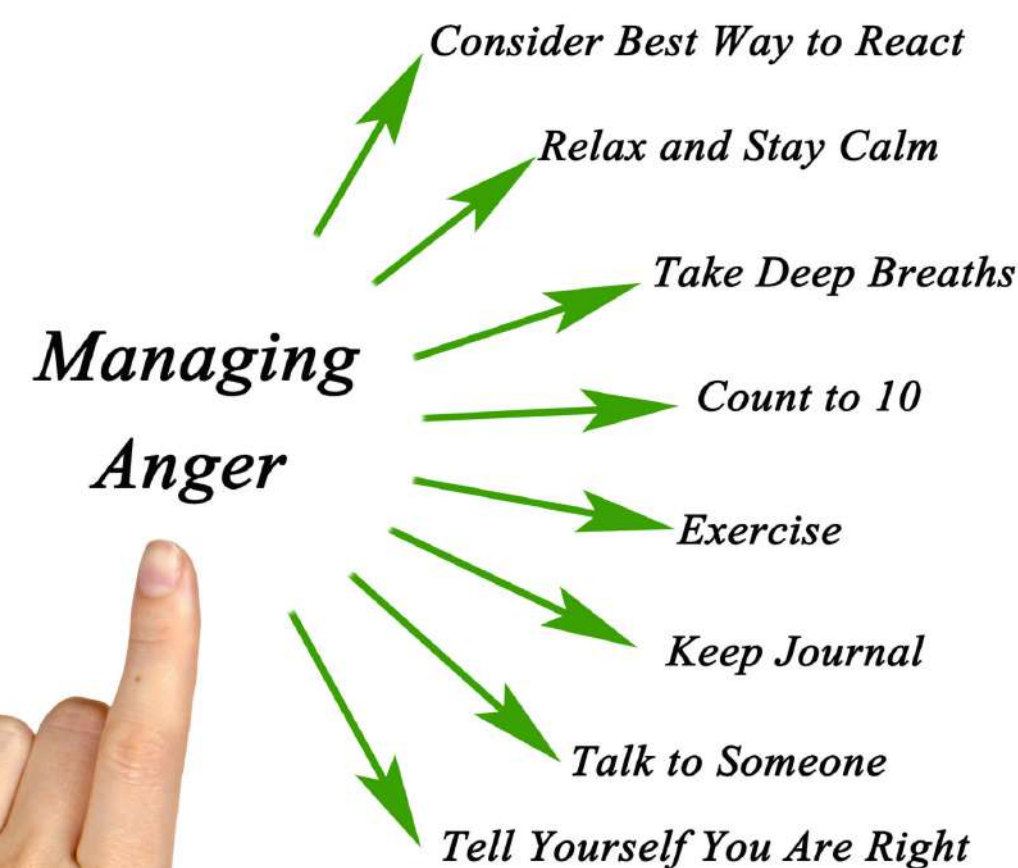 Consider Best Way to React
Relax and Stay Calm
Take Deep Breaths
Managing
Anger
Count to 10
Exercise
Keep Journal
Talk to Someone
Tell Yourself You Are Right